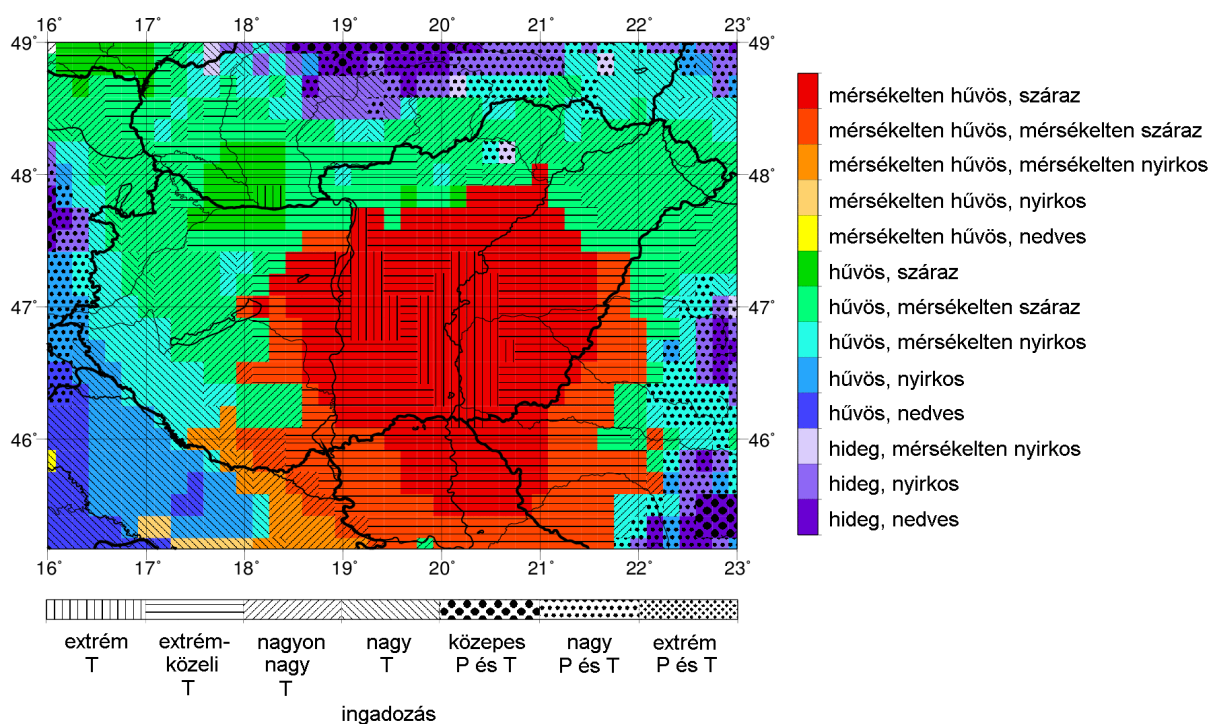 16° 17° 18° 19° 20° 21° 22° 23°
49° 49°
48° 48°
47° 47°
46° 46°
16° 17° 18° 19° 20° 21° 22° 23°
mérsékelten hűvös, száraz
mérsékelten hűvös, mérsékelten száraz
mérsékelten hűvös, mérsékelten nyirkos
mérsékelten hűvös, nyirkos
mérsékelten hűvös, nedves
hűvös, száraz
hűvös, mérsékelten száraz
hűvös, mérsékelten nyirkos
hűvös, nyirkos
hűvös, nedves
hideg, mérsékelten nyirkos
hideg, nyirkos
hideg, nedves
extrém
T
extrém-
közeli
T
nagyon
nagy
T
nagy
T
közepes
P és T
nagy
P és T
extrém
P és T
ingadozás